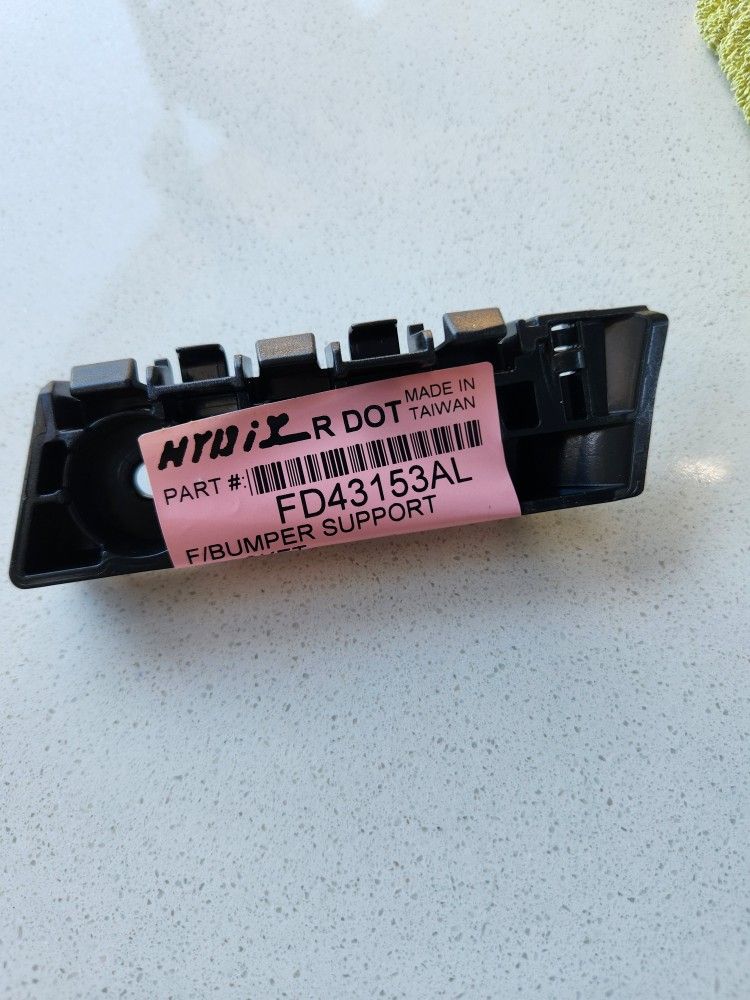 R DOT MADE IN
TAIWAN
PART #:
FD43153AL
F/BUMPER SUPPORT